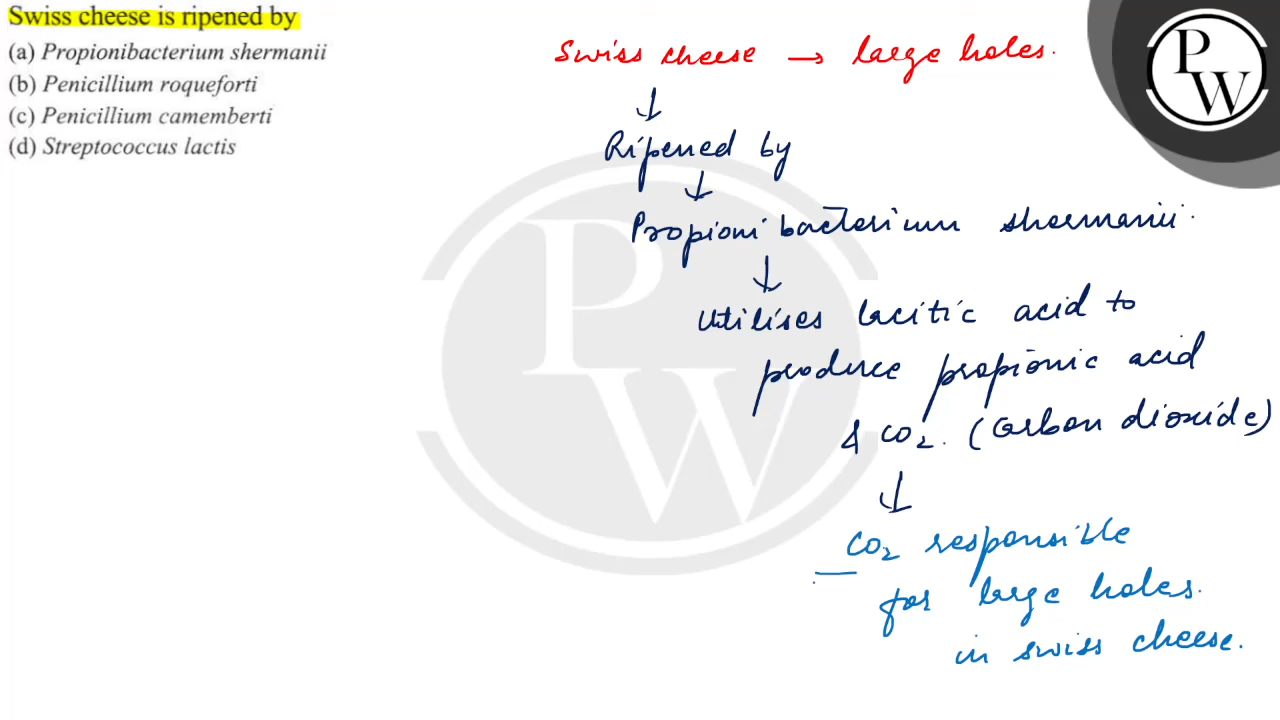 Swiss cheese is ripened by
(a) Propionibacterium shermanii
(b) Penicillium roqueforti
(c) Penicillium camemberti
(d) Streptococcus lactis
Swiss cheese → large holes.
↓
Ripened by
↓
Propionibacterium shermanii.
↓
Utilises lacitic acid to
produce propionic acid
& CO2. (Carbon dioxide)
↓
CO2 responsible
for large holes.
in swiss cheese.
PW
PW